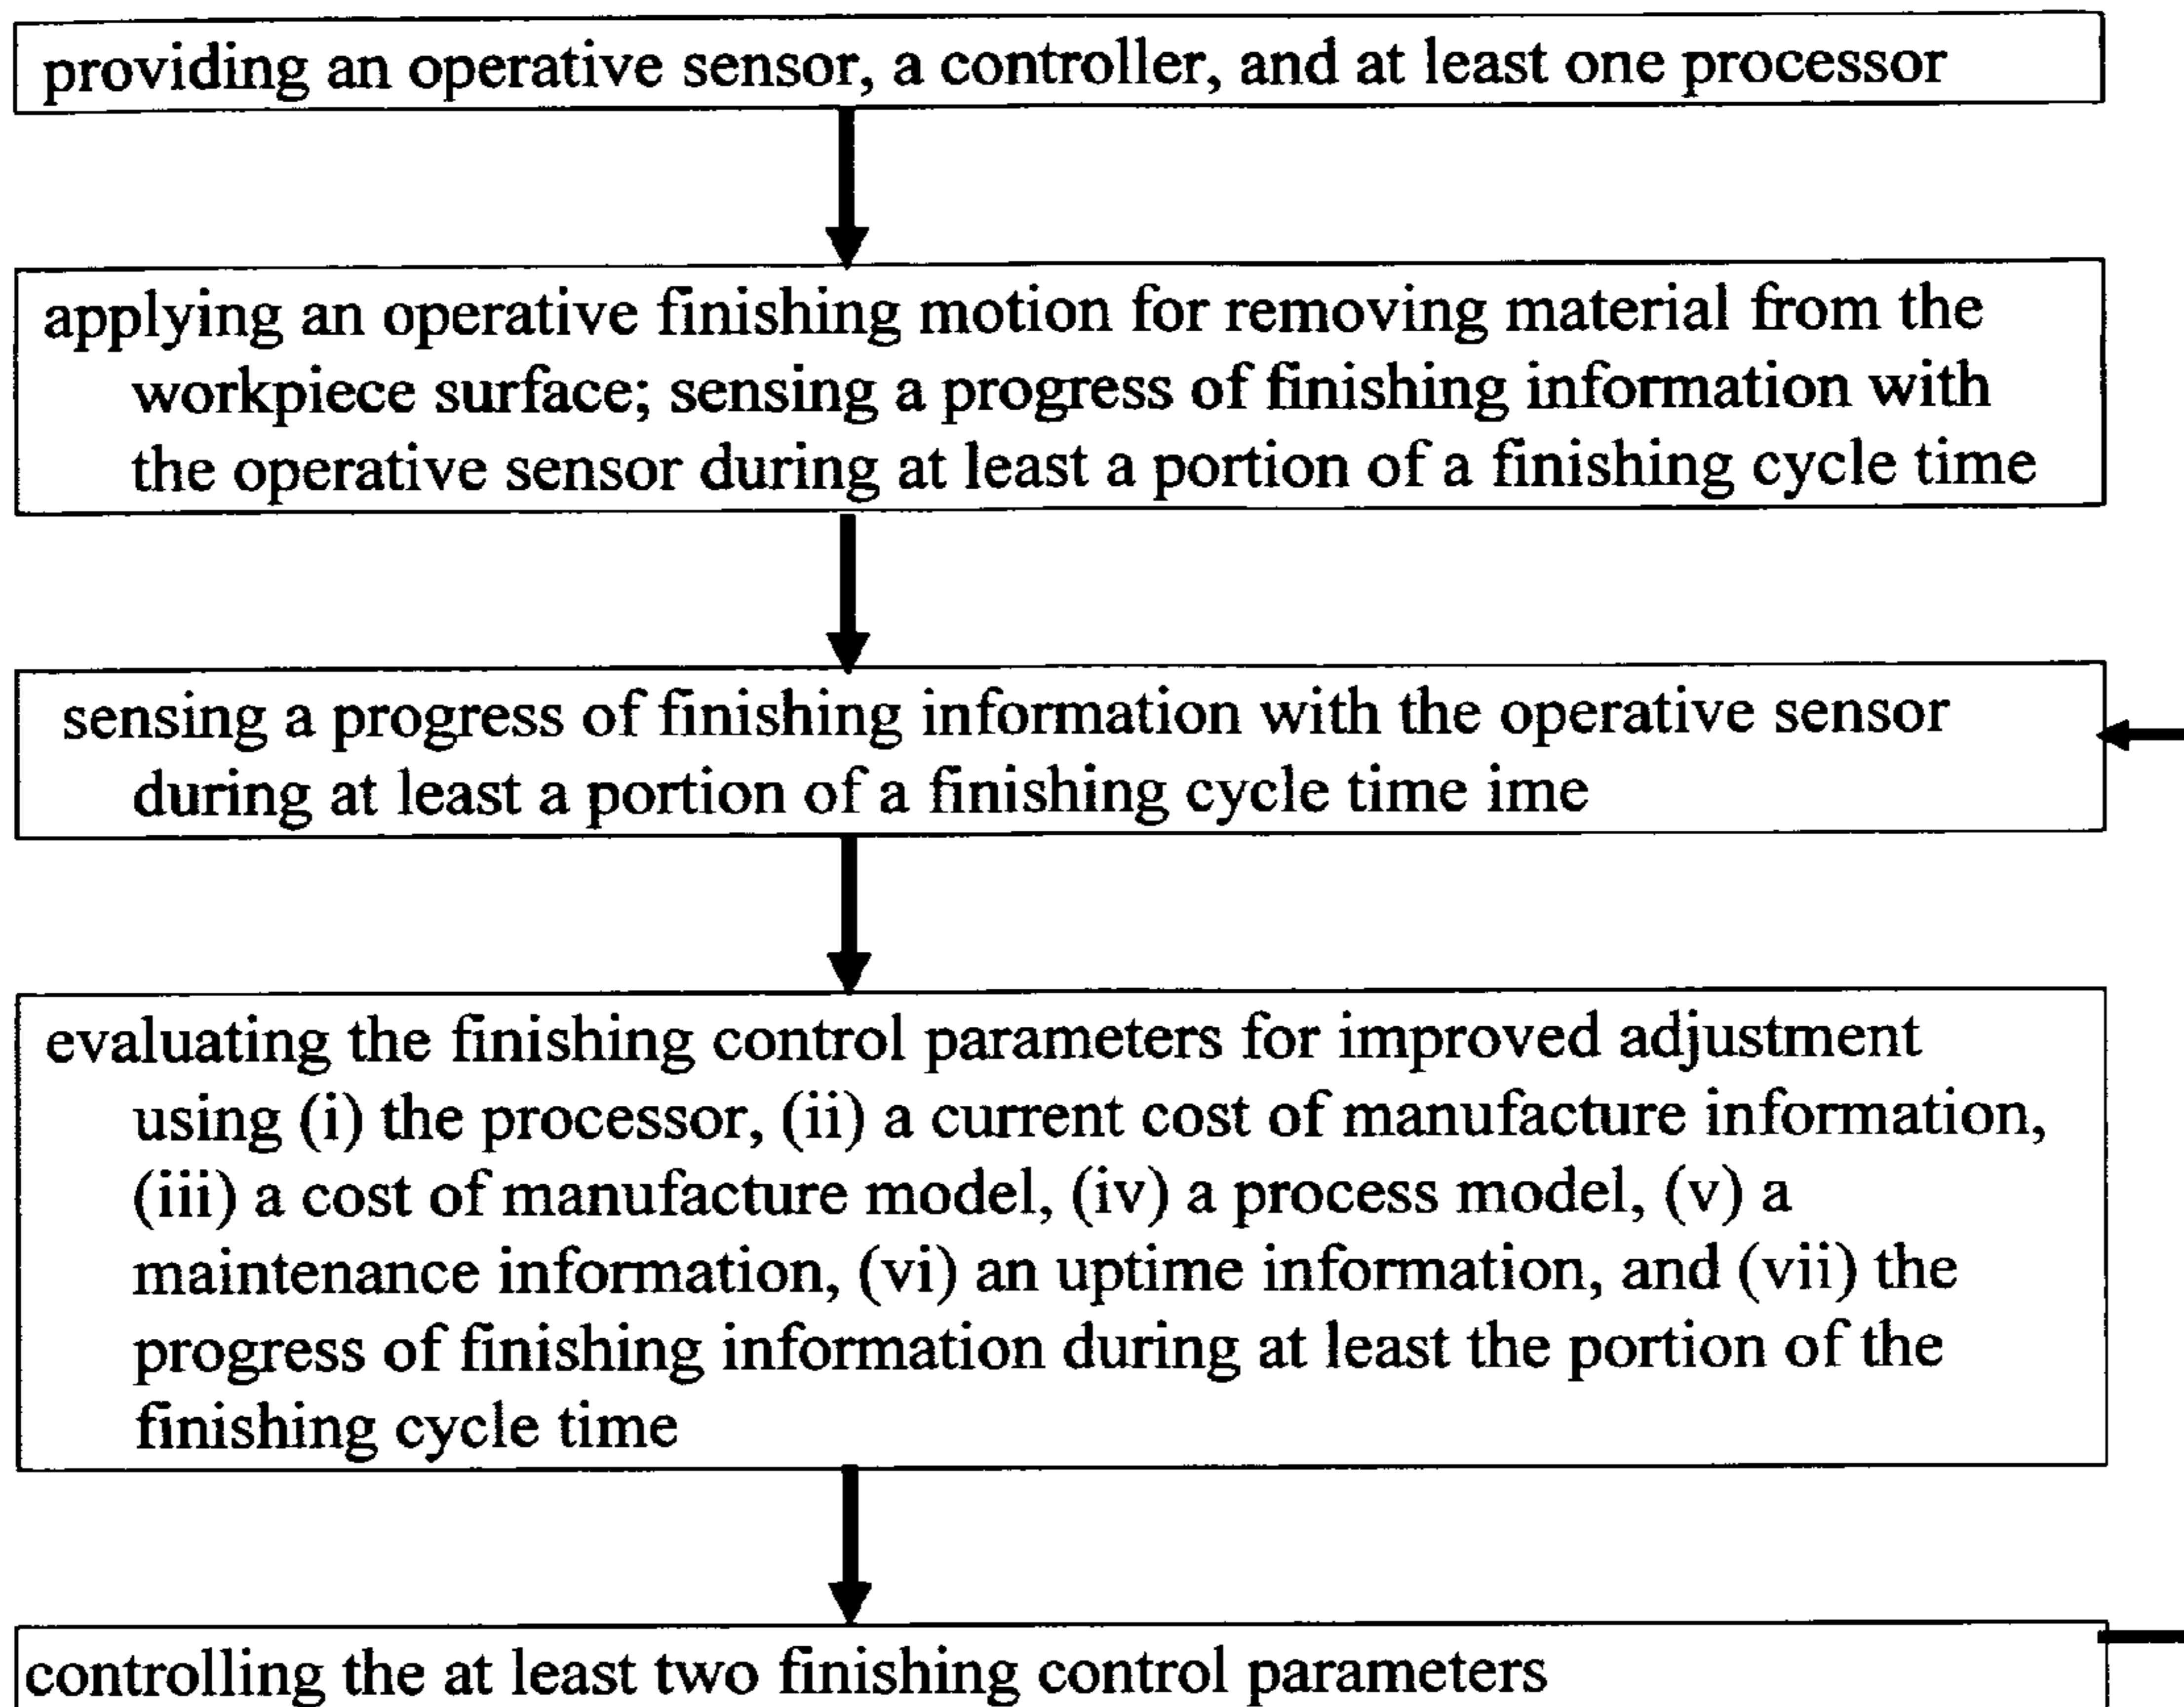 providing an operative sensor, a controller, and at least one processor
applying an operative finishing motion for removing material from the
workpiece surface; sensing a progress of finishing information with
the operative sensor during at least a portion of a finishing cycle time
sensing a progress of finishing information with the operative sensor
during at least a portion of a finishing cycle time ime
evaluating the finishing control parameters for improved adjustment
using (i) the processor, (ii) a current cost of manufacture information,
(iii) a cost of manufacture model, (iv) a process model, (v) a
maintenance information, (vi) an uptime information, and (vii) the
progress of finishing information during at least the portion of the
finishing cycle time
controlling the at least two finishing control parameters